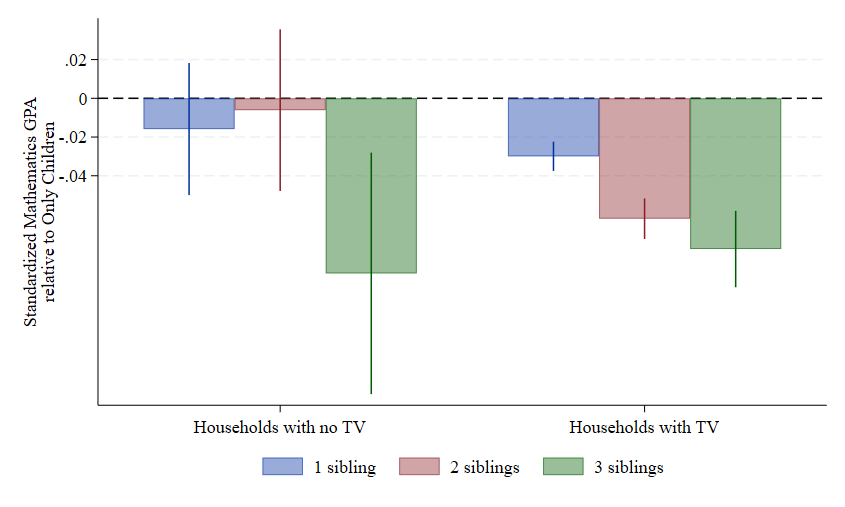 Standardized Mathematics GPA
relative to Only Children
.02
0
-.02
-.04
Households with no TV
Households with TV
1 sibling
2 siblings
3 siblings